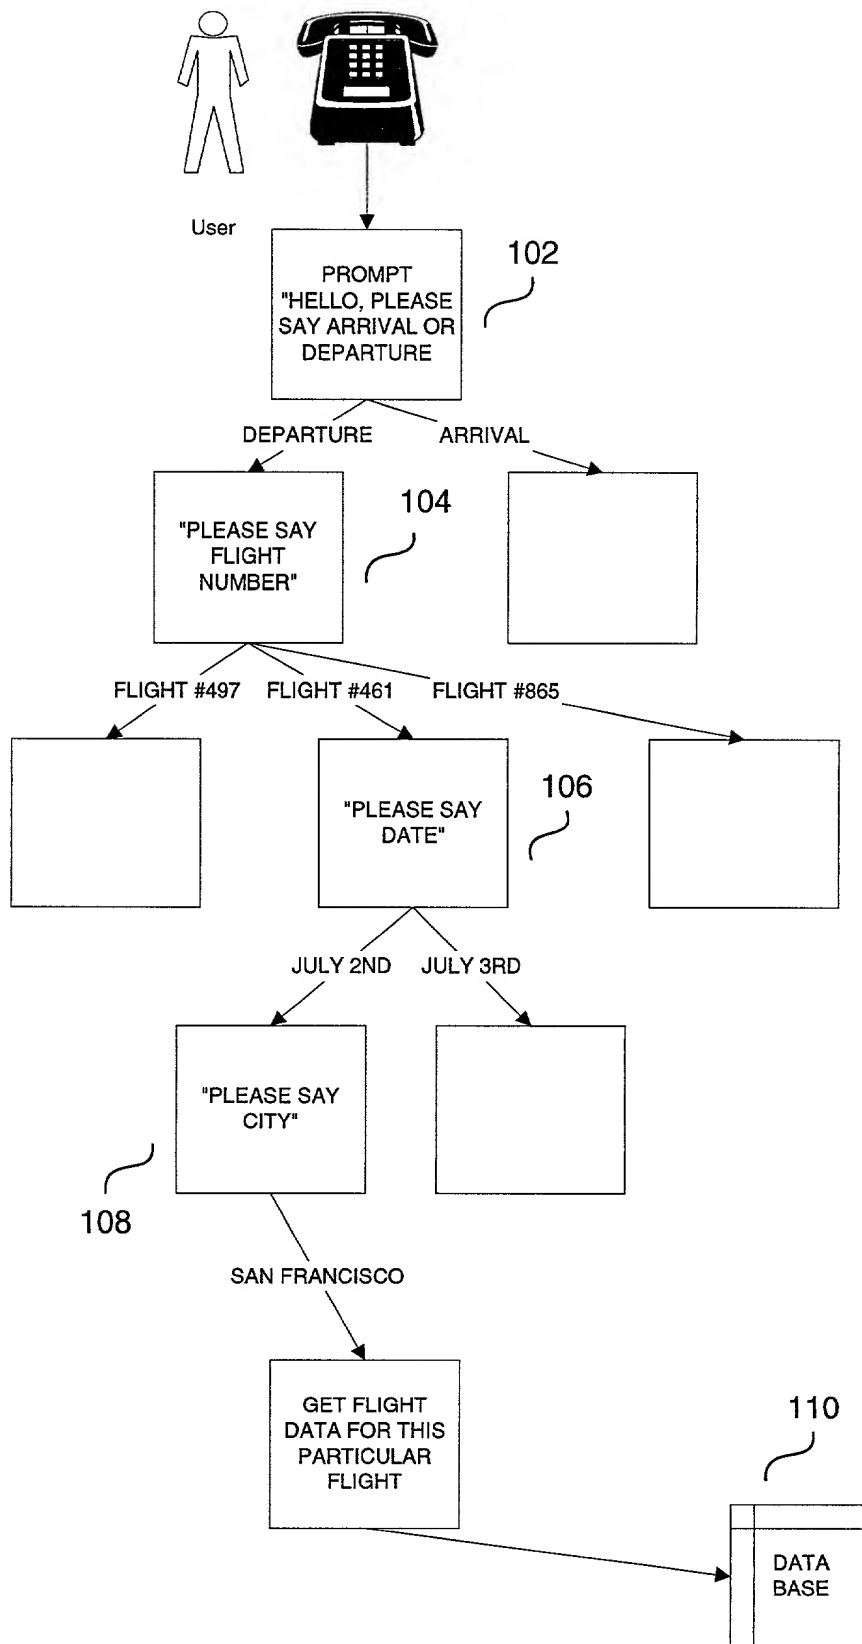 User
PROMPT
"HELLO, PLEASE
SAY ARRIVAL OR
DEPARTURE
102
DEPARTURE
ARRIVAL
"PLEASE SAY
FLIGHT
NUMBER"
104
FLIGHT #497
FLIGHT #461
FLIGHT #865
"PLEASE SAY
DATE"
106
JULY 2ND
JULY 3RD
"PLEASE SAY
CITY"
108
SAN FRANCISCO
GET FLIGHT
DATA FOR THIS
PARTICULAR
FLIGHT
110
DATA
BASE